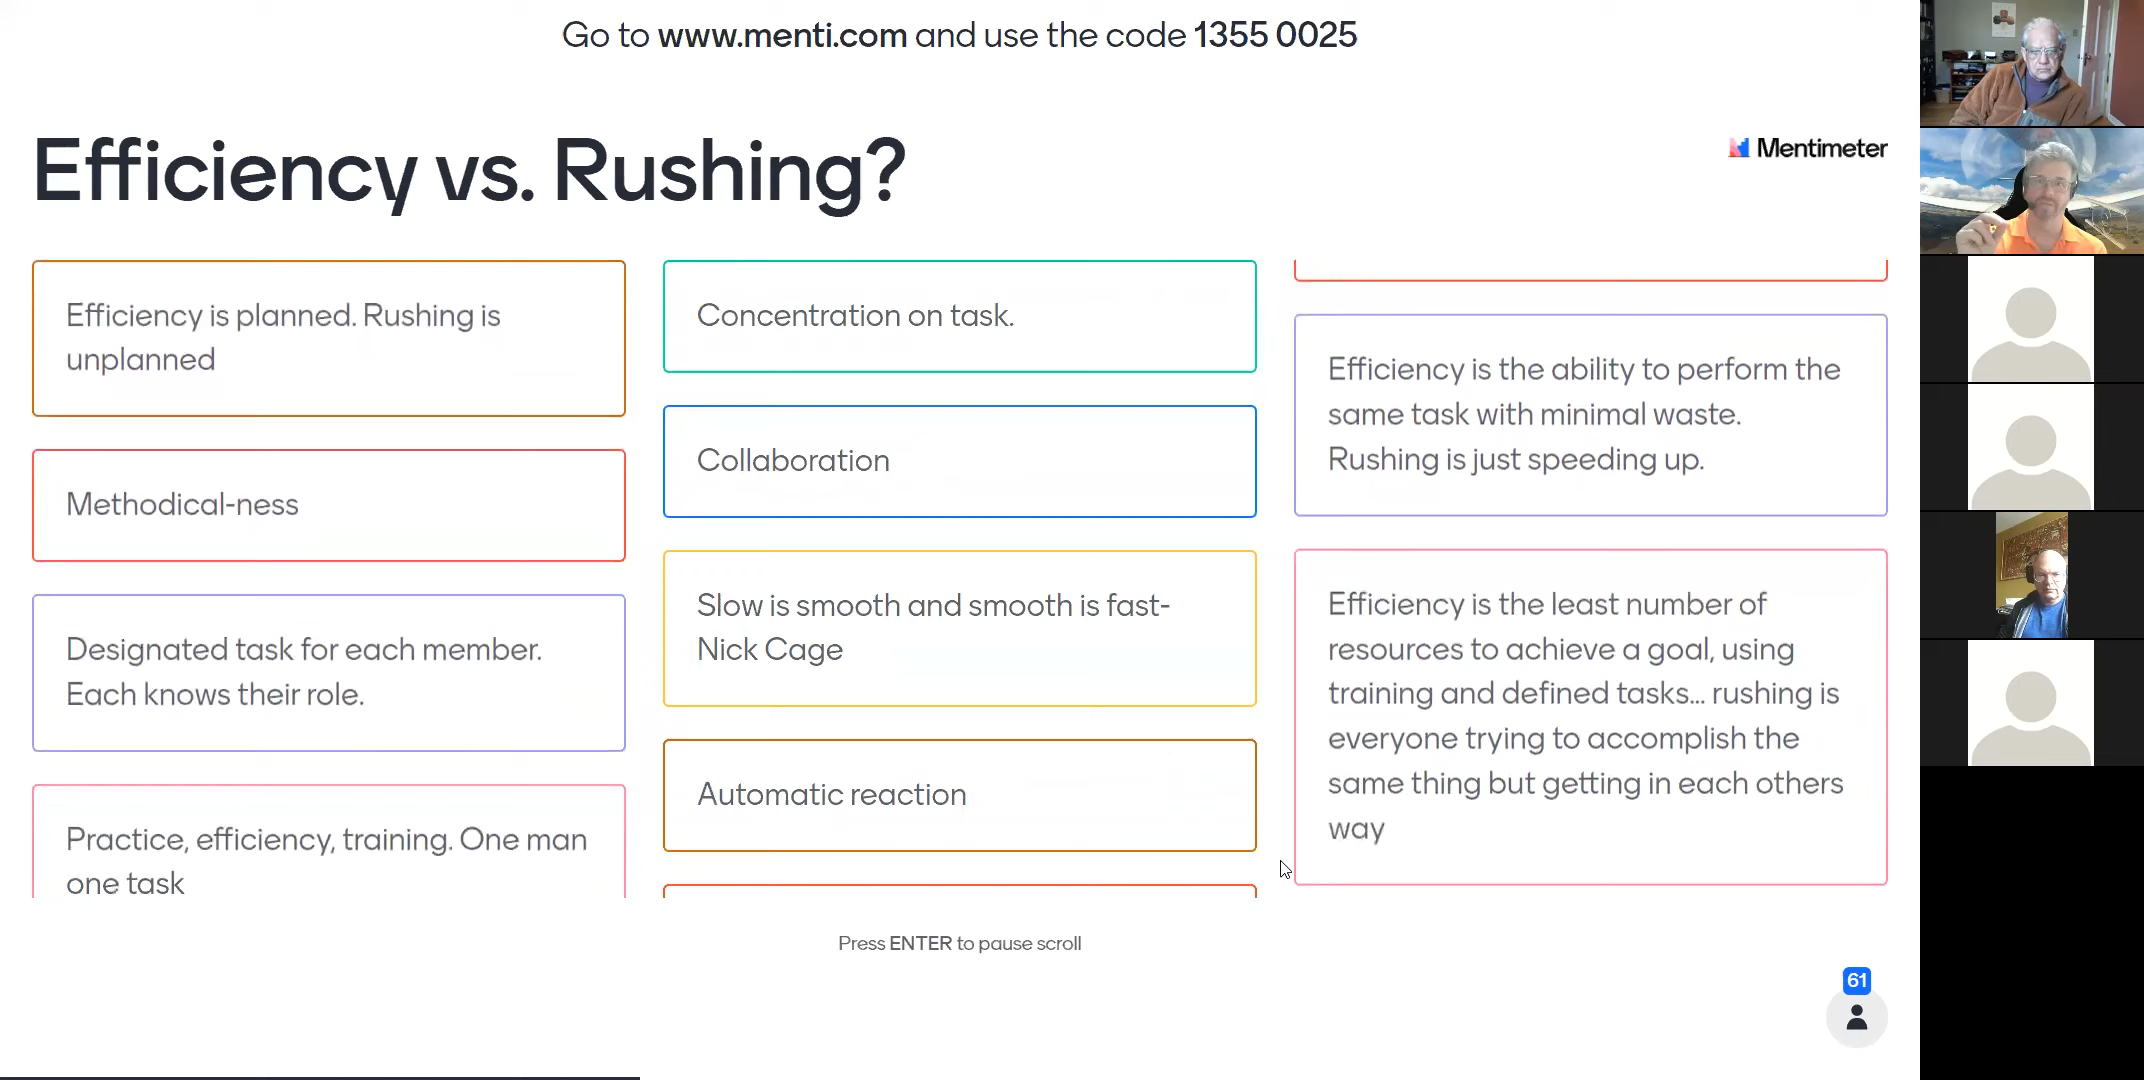 Go to www.menti.com and use the code 1355 0025
Efficiency vs. Rushing?
Mentimeter
Efficiency is planned. Rushing is
unplanned
Methodical-ness
Designated task for each member.
Each knows their role.
Practice, efficiency, training. One man
one task
Concentration on task.
Collaboration
Slow is smooth and smooth is fast-
Nick Cage
Automatic reaction
Efficiency is the ability to perform the
same task with minimal waste.
Rushing is just speeding up.
Efficiency is the least number of
resources to achieve a goal, using
training and defined tasks... rushing is
everyone trying to accomplish the
same thing but getting in each others
way
Press ENTER to pause scroll
61